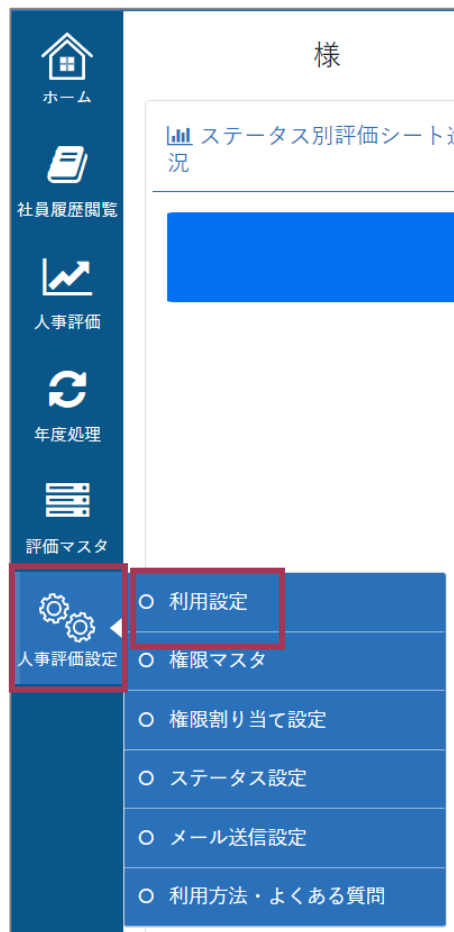 様
ステータス別評価シート
況
ホーム
社員履歴閲覧
人事評価
年度処理
評価マスタ
人事評価設定
利用設定
権限マスタ
権限割り当て設定
ステータス設定
メール送信設定
利用方法・よくある質問